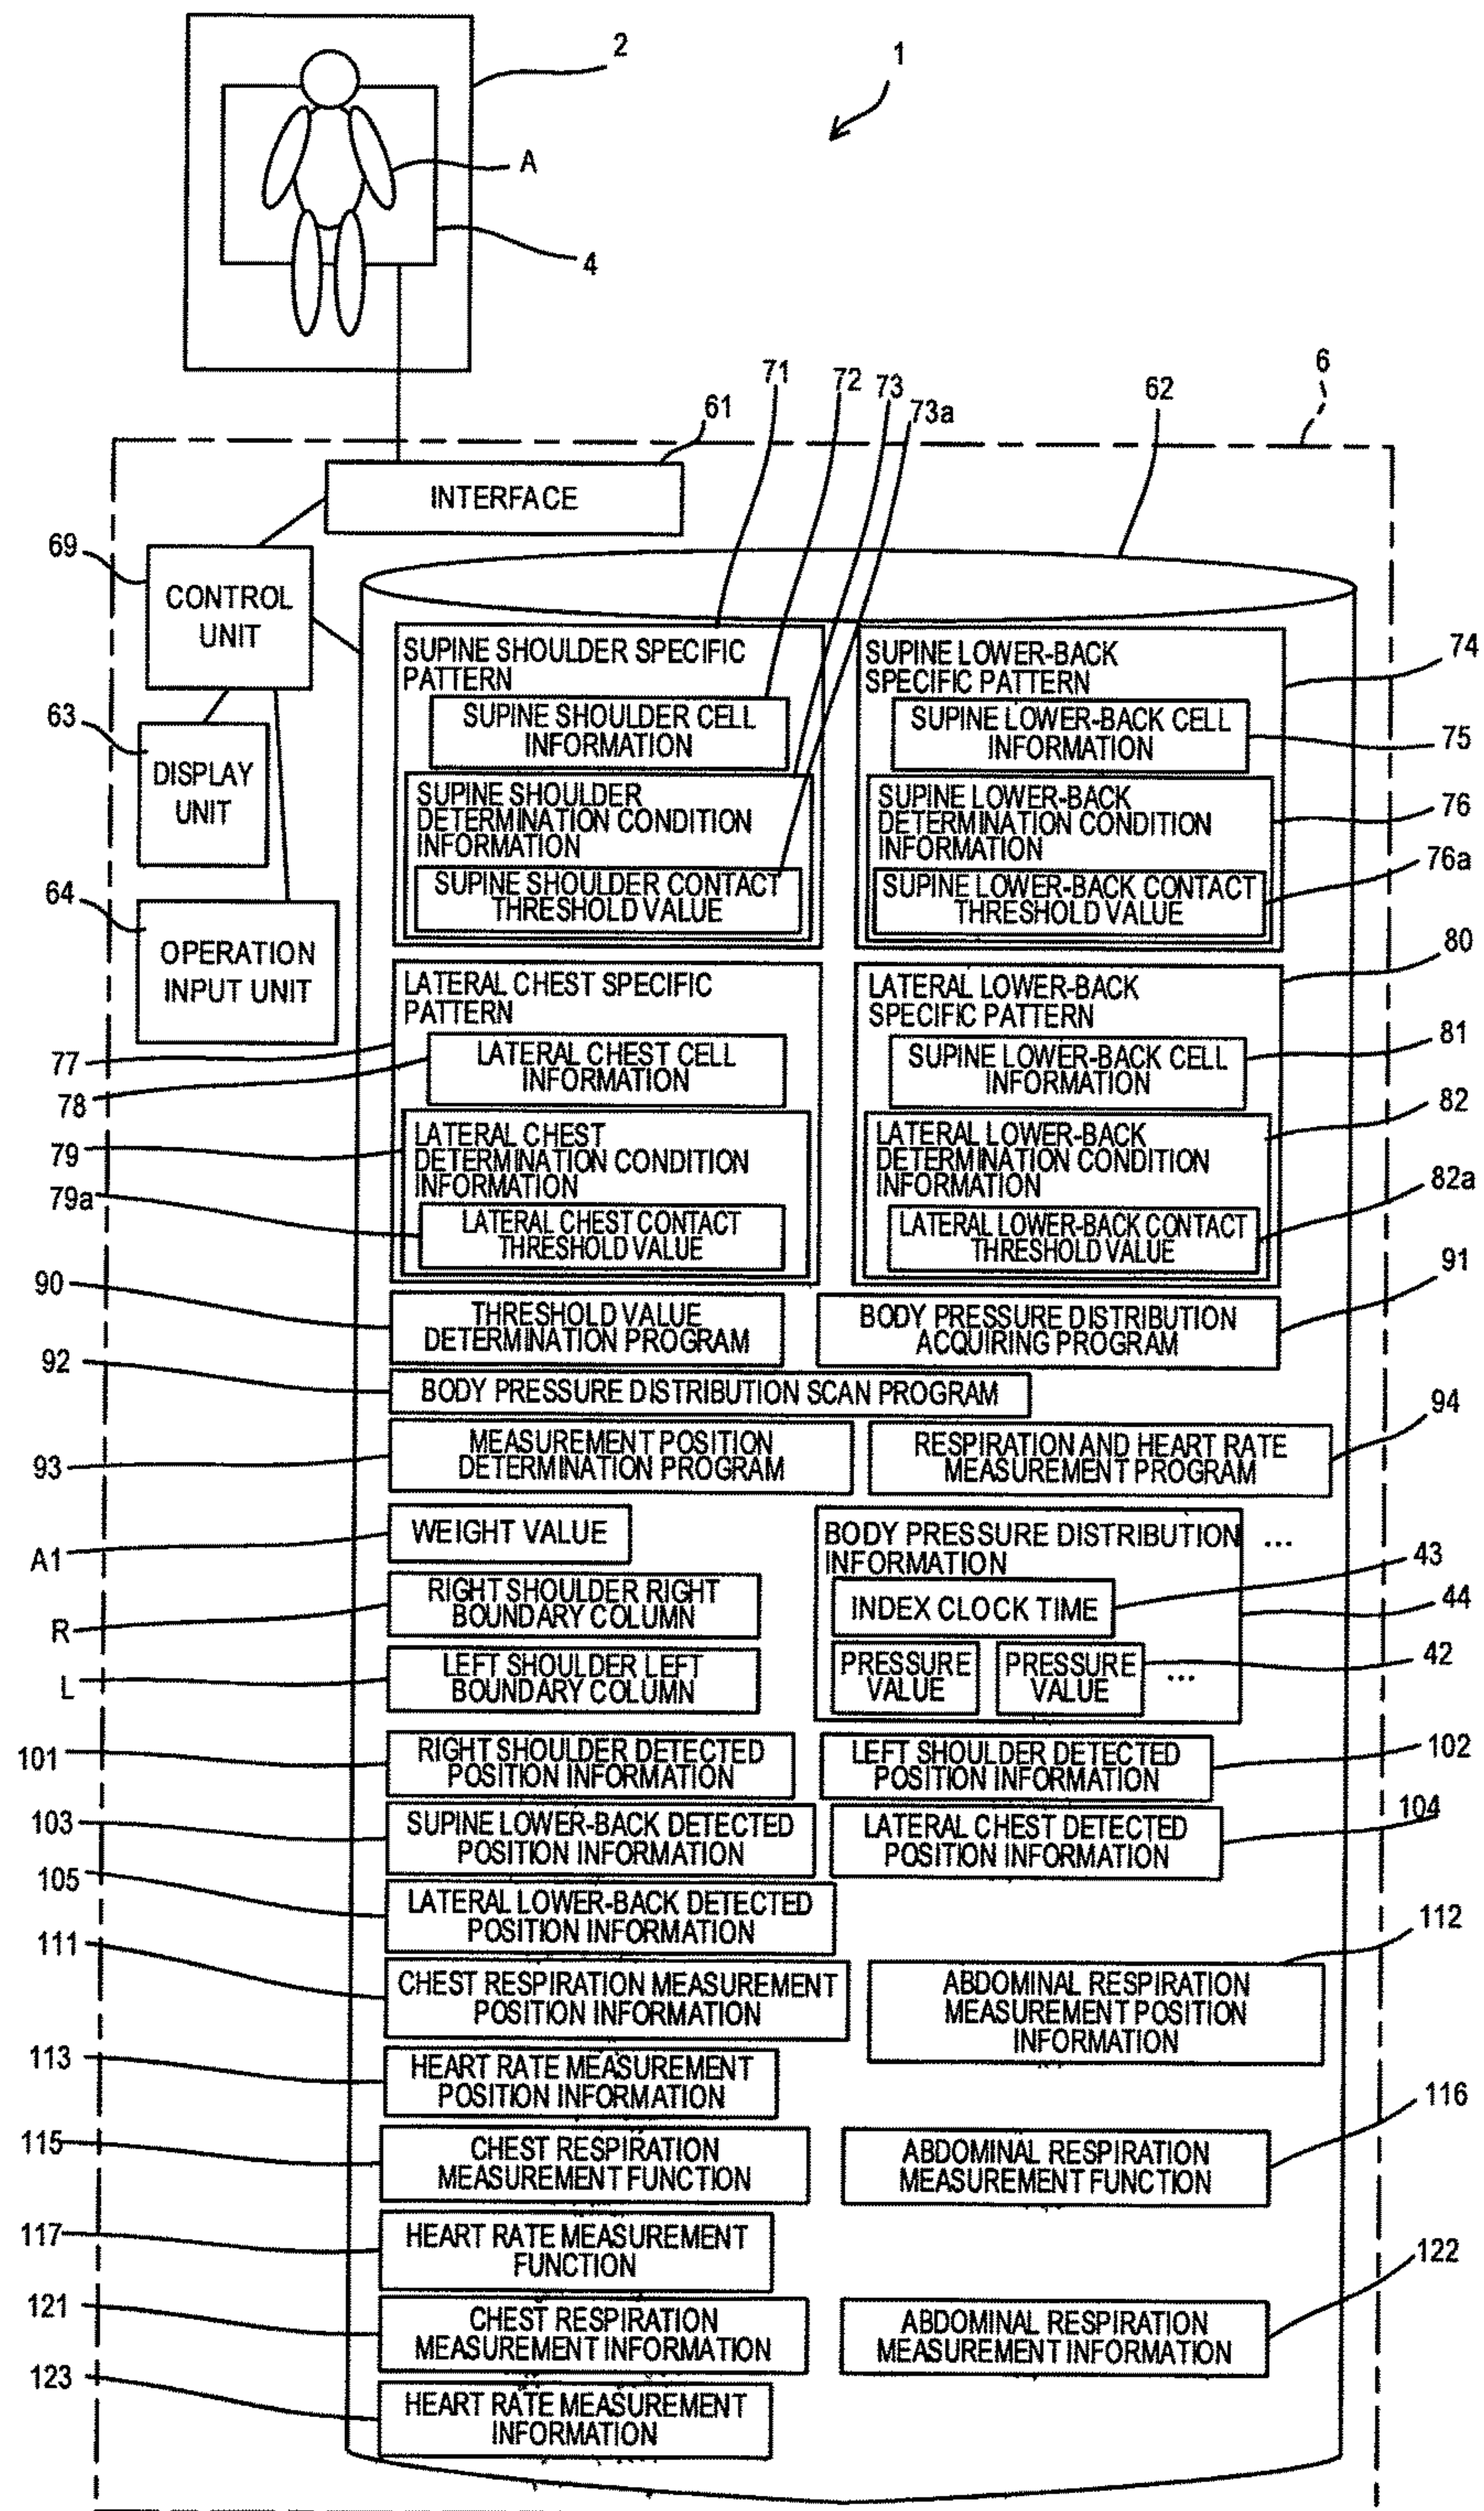 2
1
A
4
71
72
73
73a
62
6
61
INTERFACE
69
CONTROL
UNIT
63
DISPLAY
UNIT
64
OPERATION
INPUT UNIT
SUPINE SHOULDER SPECIFIC
PATTERN
SUPINE SHOULDER CELL
INFORMATION
SUPINE SHOULDER
DETERMINATION CONDITION
INFORMATION
SUPINE SHOULDER CONTACT
THRESHOLD VALUE
SUPINE LOWER-BACK
SPECIFIC PATTERN
74
SUPINE LOWER-BACK CELL
INFORMATION
75
SUPINE LOWER-BACK
DETERMINATION CONDITION
INFORMATION
76
SUPINE LOWER-BACK CONTACT
THRESHOLD VALUE
76a
LATERAL CHEST SPECIFIC
PATTERN
77
LATERAL CHEST CELL
INFORMATION
78
LATERAL CHEST
DETERMINATION CONDITION
INFORMATION
79
LATERAL CHEST CONTACT
THRESHOLD VALUE
79a
LATERAL LOWER-BACK
SPECIFIC PATTERN
80
SUPINE LOWER-BACK CELL
INFORMATION
81
LATERAL LOWER-BACK
DETERMINATION CONDITION
INFORMATION
82
LATERAL LOWER-BACK CONTACT
THRESHOLD VALUE
82a
90
THRESHOLD VALUE
DETERMINATION PROGRAM
BODY PRESSURE DISTRIBUTION
ACQUIRING PROGRAM
91
92
BODY PRESSURE DISTRIBUTION SCAN PROGRAM
93
MEASUREMENT POSITION
DETERMINATION PROGRAM
RESPIRATION AND HEART RATE
MEASUREMENT PROGRAM
94
A1
WEIGHT VALUE
R
RIGHT SHOULDER RIGHT
BOUNDARY COLUMN
L
LEFT SHOULDER LEFT
BOUNDARY COLUMN
BODY PRESSURE DISTRIBUTION
INFORMATION
...
INDEX CLOCK TIME
43
44
PRESSURE
VALUE
PRESSURE
VALUE
...
42
101
RIGHT SHOULDER DETECTED
POSITION INFORMATION
LEFT SHOULDER DETECTED
POSITION INFORMATION
102
103
SUPINE LOWER-BACK DETECTED
POSITION INFORMATION
LATERAL CHEST DETECTED
POSITION INFORMATION
104
105
LATERAL LOWER-BACK DETECTED
POSITION INFORMATION
111
CHEST RESPIRATION MEASUREMENT
POSITION INFORMATION
ABDOMINAL RESPIRATION
MEASUREMENT POSITION
INFORMATION
112
113
HEART RATE MEASUREMENT
POSITION INFORMATION
115
CHEST RESPIRATION
MEASUREMENT FUNCTION
ABDOMINAL RESPIRATION
MEASUREMENT FUNCTION
116
117
HEART RATE MEASUREMENT
FUNCTION
121
CHEST RESPIRATION
MEASUREMENT INFORMATION
ABDOMINAL RESPIRATION
MEASUREMENT INFORMATION
122
123
HEART RATE MEASUREMENT
INFORMATION